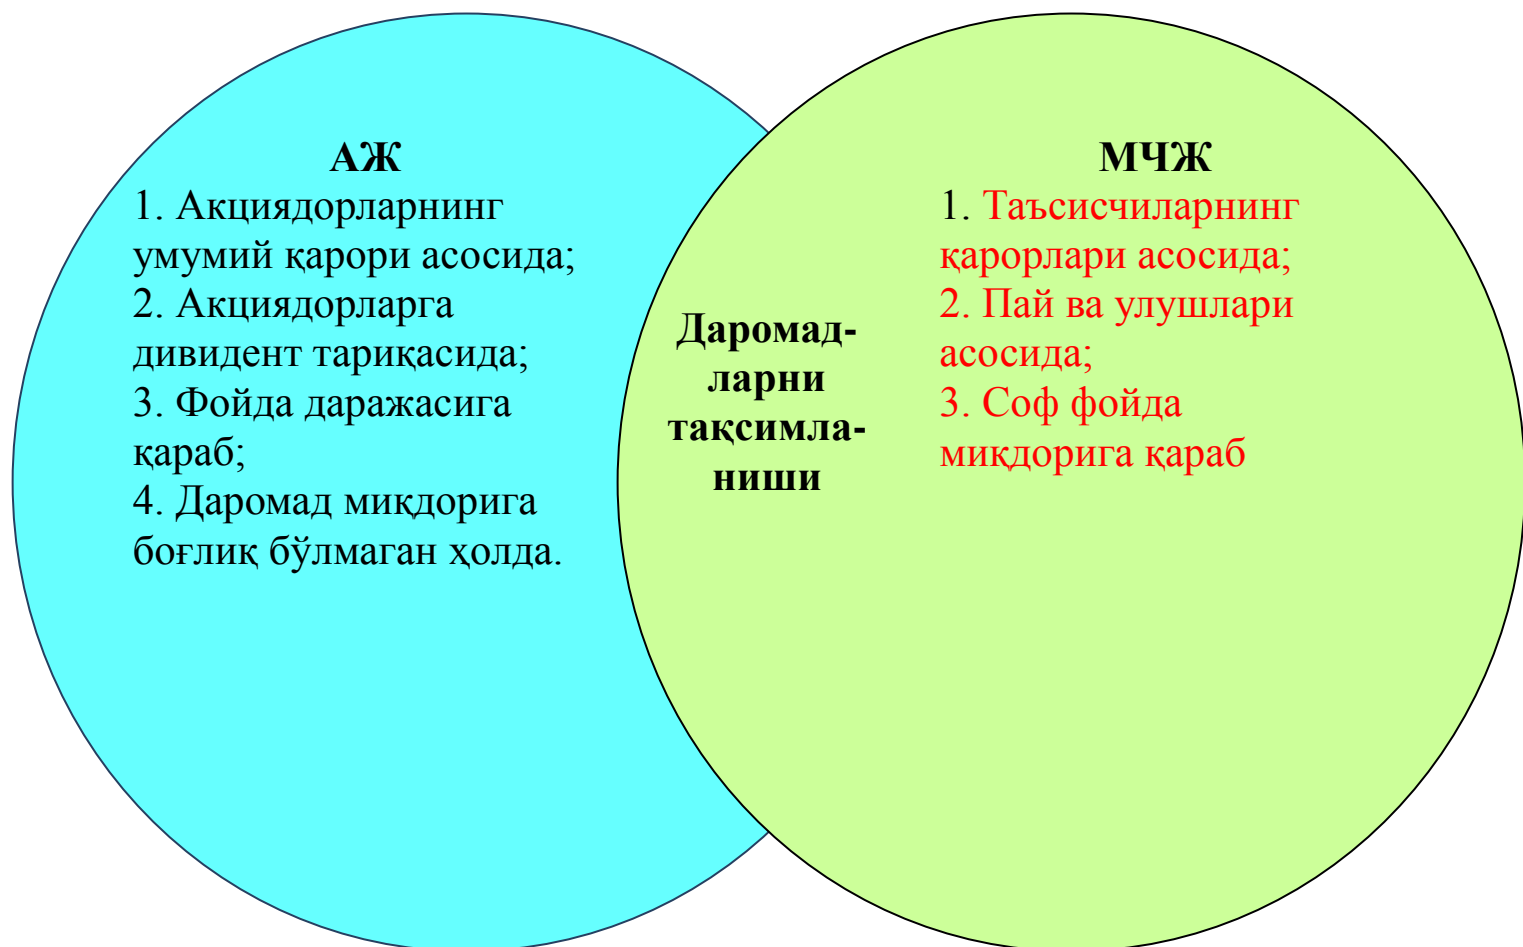 АЖ
1. Акциядорларнинг
умумий қарори асосида;
2. Акциядорларга
дивидент тариқасида;
3. Фойда даражасига
қараб;
4. Даромад миқдорига
боғлиқ бўлмаган ҳолда.
Даромад-
ларни
тақсимла-
ниши
МЧЖ
1. Таъсисчиларнинг
қарорлари асосида;
2. Пай ва улушлари
асосида;
3. Соф фойда
миқдорига қараб